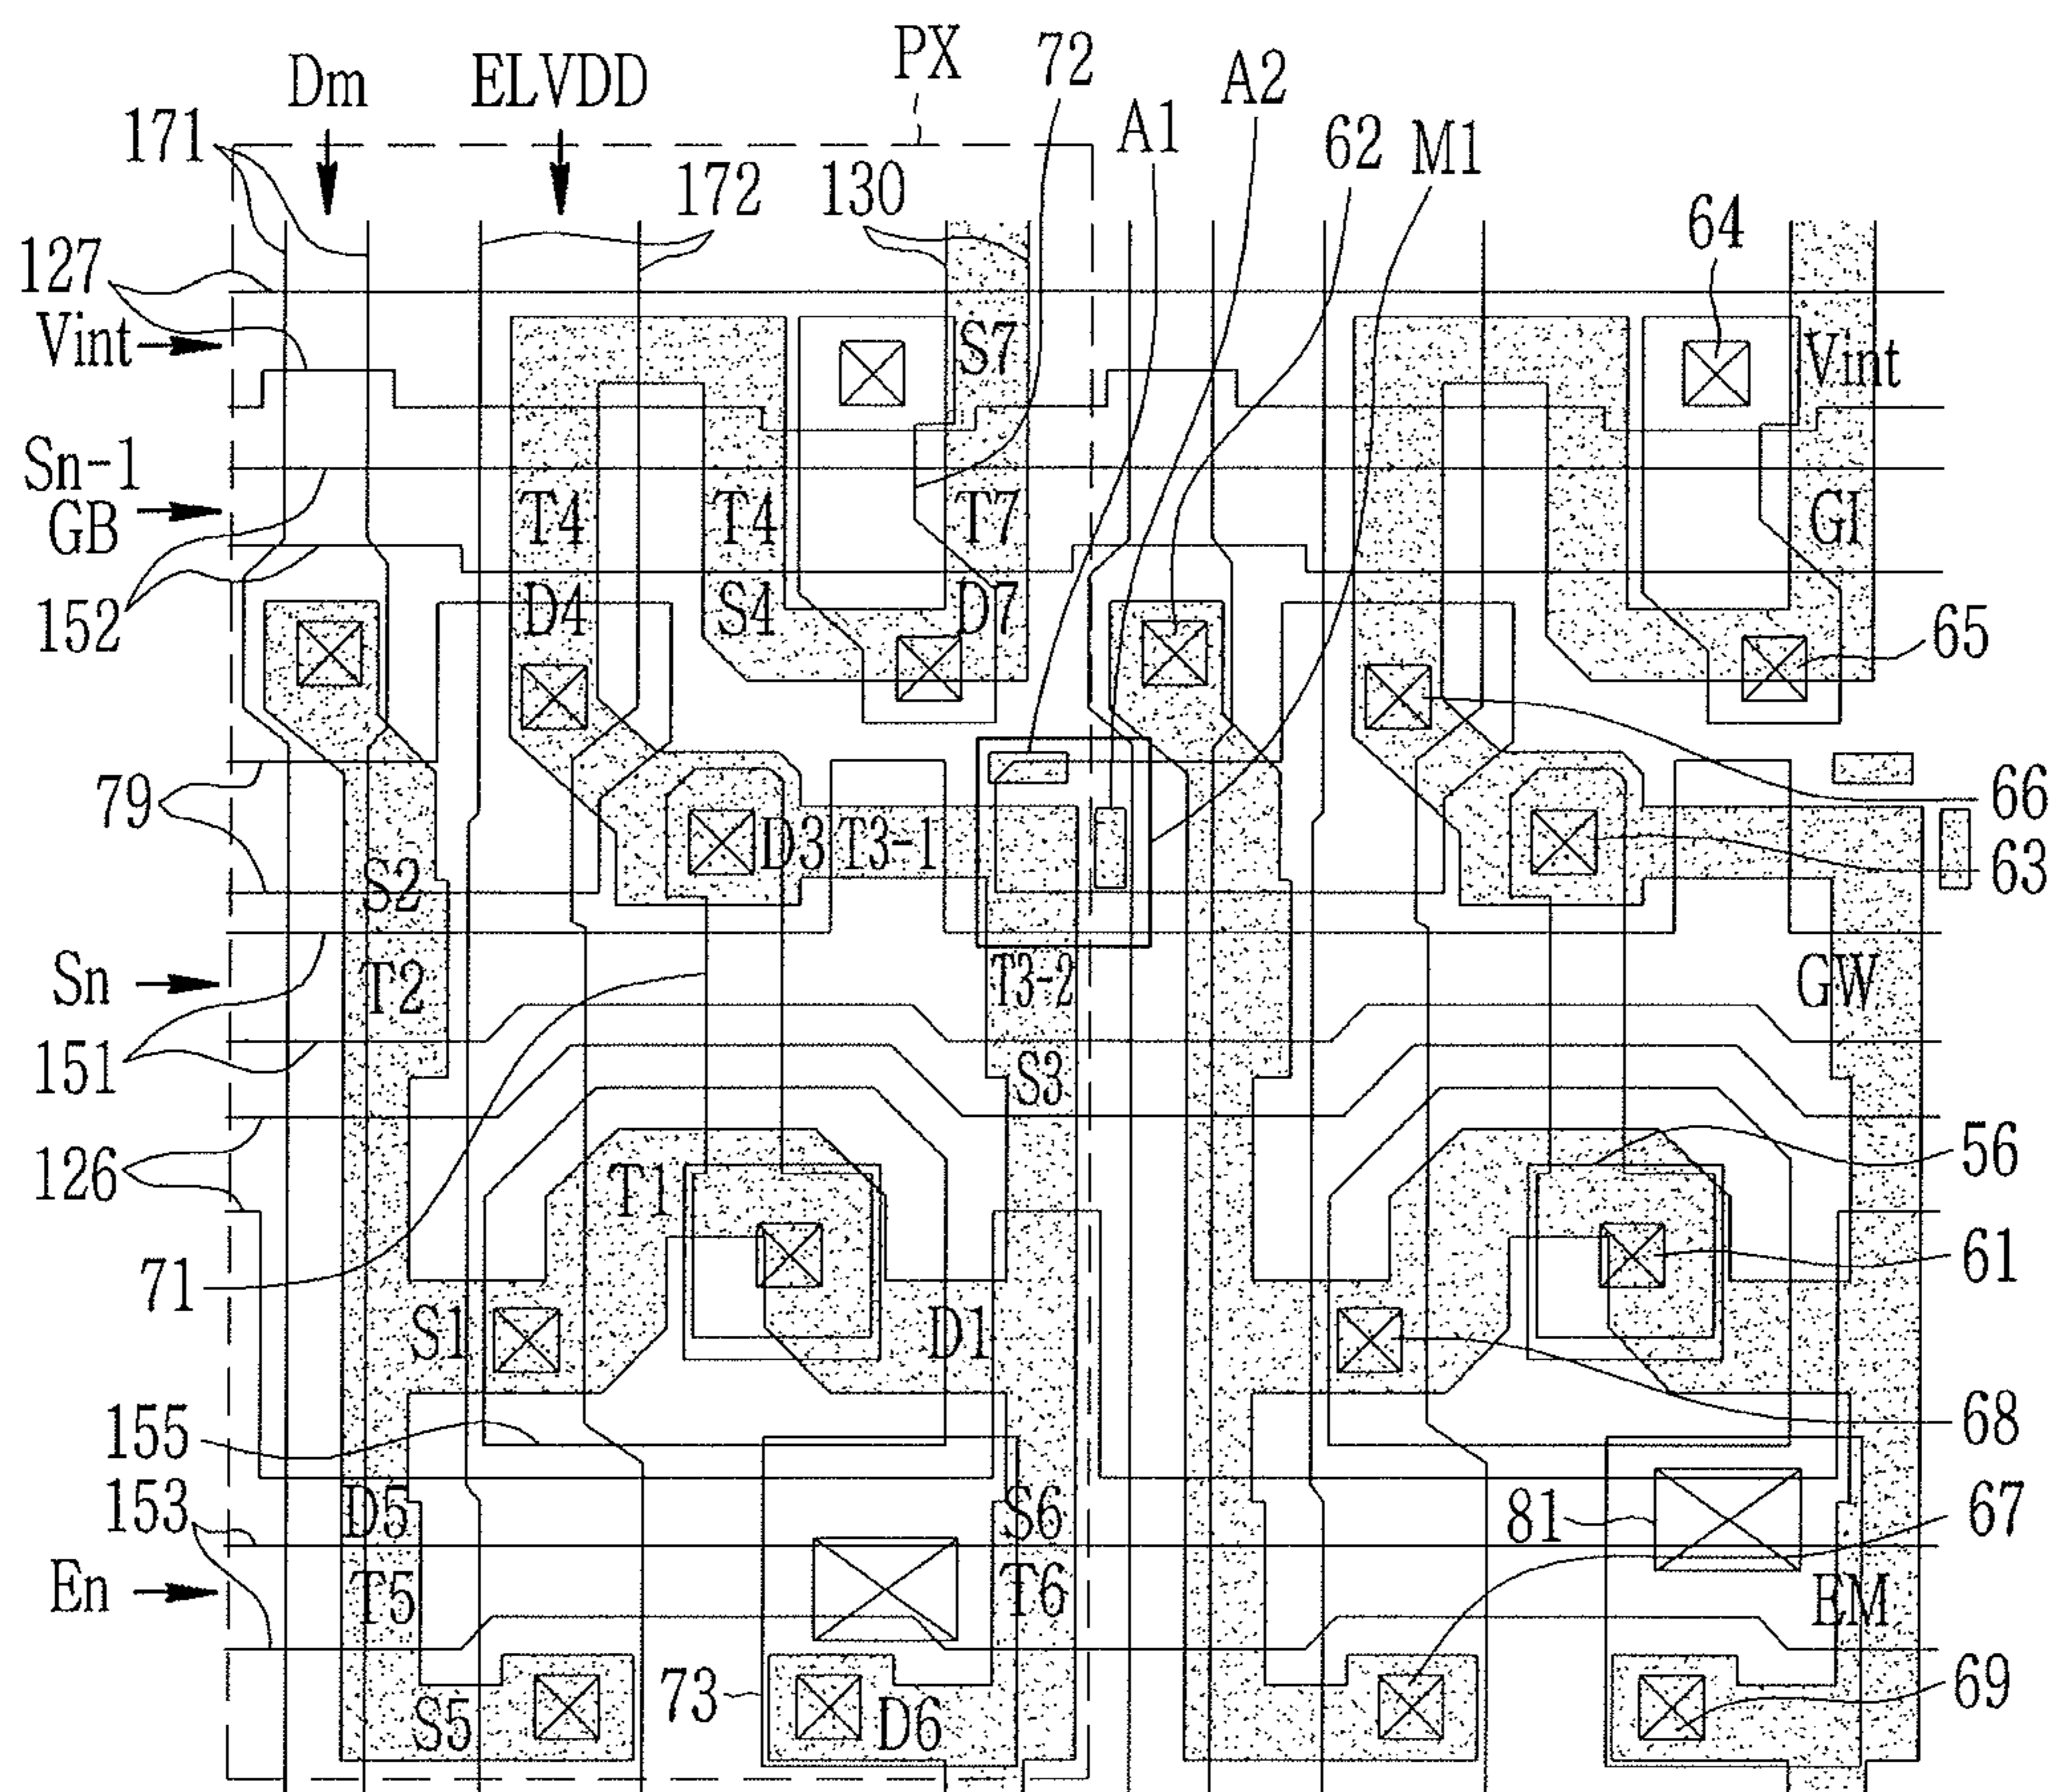 PX
72
A2
Dm
ELVDD
A1
62
M1
171
172
130
64
127
Vint
S7
Vint
Sn-1
GB
T4
T4
T7
GI
152
D4
S4
D7
65
79
66
D3
T3-1
63
S2
Sn
T2
T3-2
GW
151
S3
126
56
T1
71
61
S1
D1
155
68
153
D5
S6
81
67
En
T5
T6
EM
73
S5
D6
69